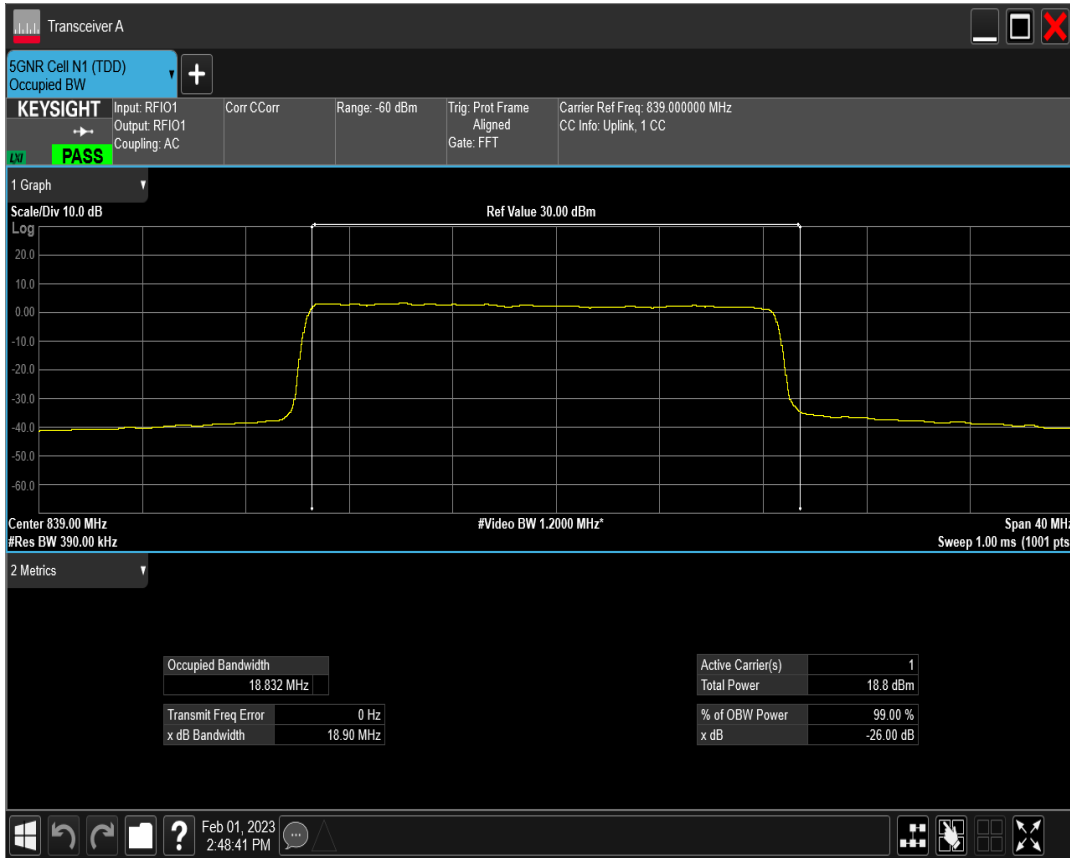 Transceiver A
5GNR Cell N1 (TDD)
Occupied BW
KEYSIGHT
LXI
PASS
Input: RFIO1
Output: RFIO1
Coupling: AC
Corr CCorr
Range: -60 dBm
Trig: Prot Frame
Aligned
Gate: FFT
Carrier Ref Freq: 839.000000 MHz
CC Info: Uplink, 1 CC
1 Graph
Scale/Div 10.0 dB
Ref Value 30.00 dBm
Log
20.0
10.0
0.00
-10.0
-20.0
-30.0
-40.0
-50.0
-60.0
Center 839.00 MHz
#Video BW 1.2000 MHz*
Span 40 MHz
#Res BW 390.00 kHz
Sweep 1.00 ms (1001 pts
2 Metrics
Occupied Bandwidth
18.832 MHz
Transmit Freq Error 0 Hz
x dB Bandwidth 18.90 MHz
Active Carrier(s) 1
Total Power 18.8 dBm
% of OBW Power 99.00 %
x dB -26.00 dB
?
Feb 01, 2023
2:48:41 PM